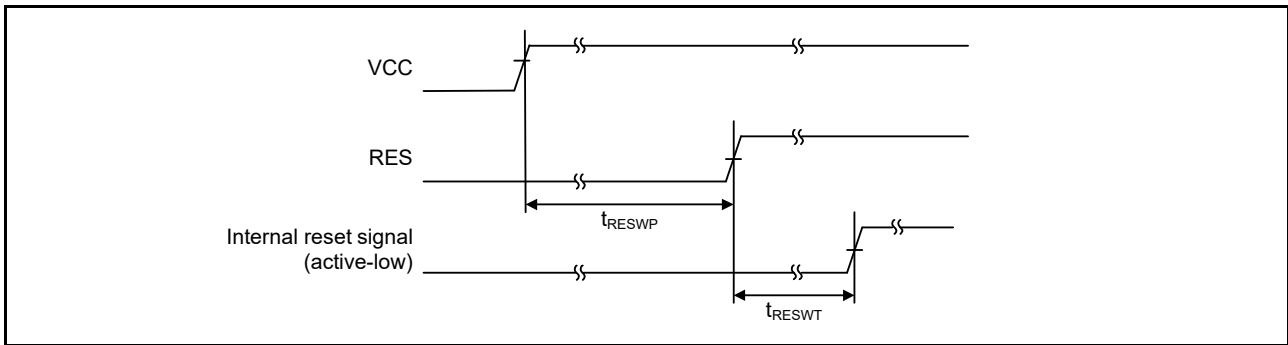 VCC
RES
tRESWP
Internal reset signal
(active-low)
tRESWT